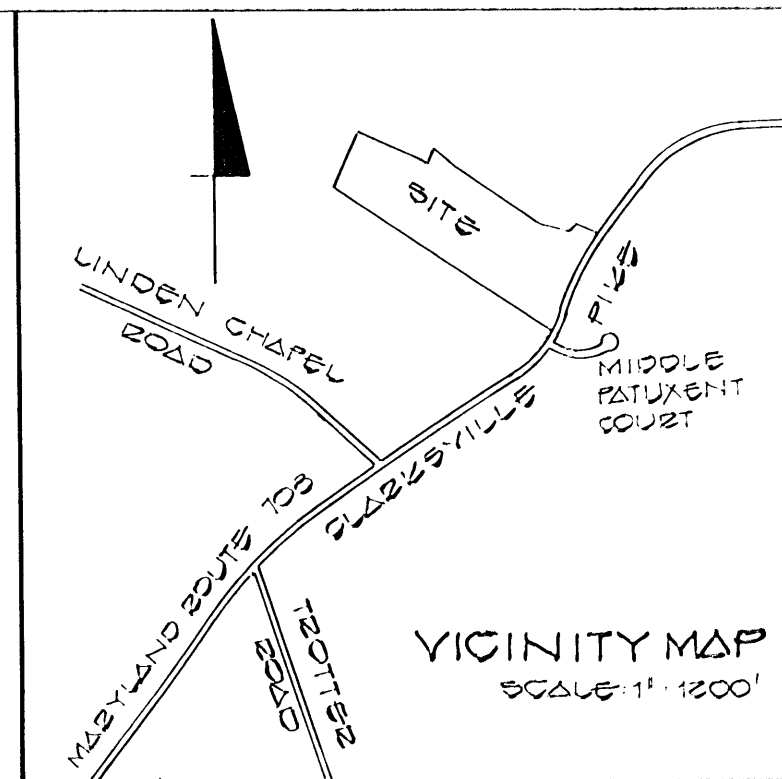 SITE
LINDEN CHAPEL
ROAD
PIKE
MIDDLE
PATUXENT
COURT
CLARKSVILLE
MARYLAND ROUTE 108
TROTTER
ROAD
VICINITY MAP
SCALE: 1" : 1200'